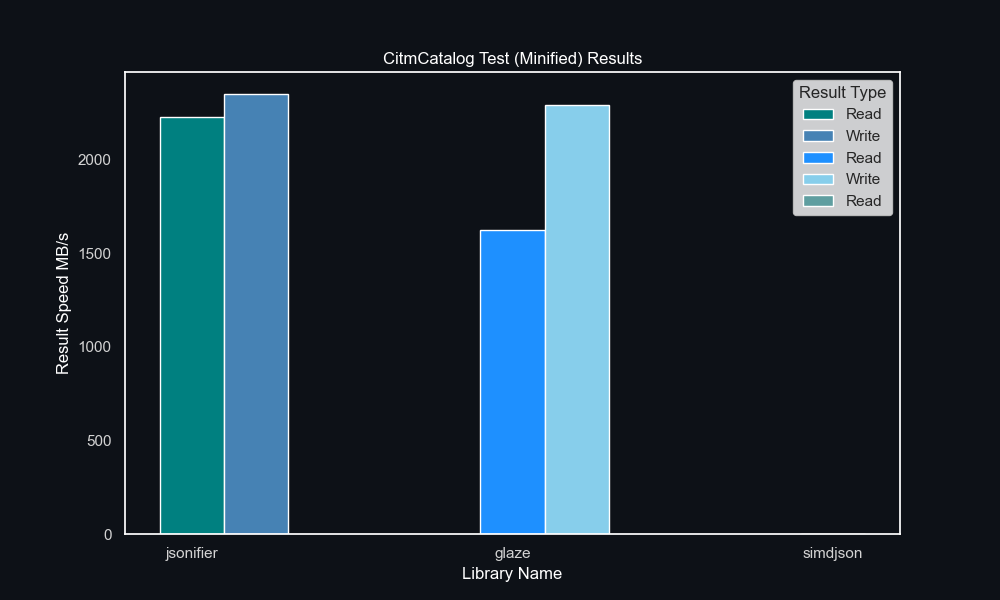 CitmCatalog Test (Minified) Results
Result Type
Read
Write
Read
Write
Read
2000
1500
1000
500
0
Result Speed MB/s
jsonifier
glaze
simdjson
Library Name